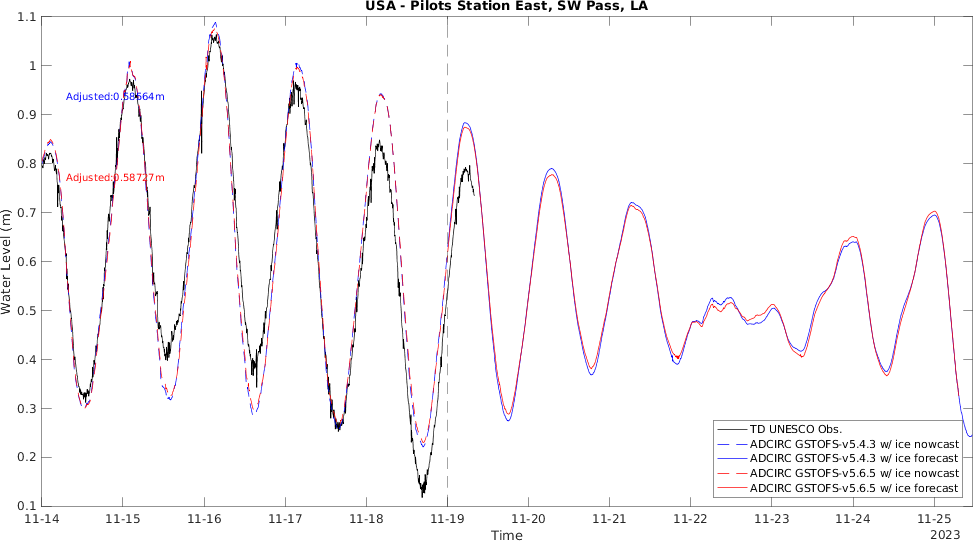 USA - Pilots Station East, SW Pass, LA
1.1
1
0.9
0.8
0.7
0.6
0.5
0.4
0.3
0.2
0.1
Water Level (m)
Adjusted:0.58664m
Adjusted:0.58727m
TD UNESCO Obs.
ADCIRC GSTOFS-v5.4.3 w/ ice nowcast
ADCIRC GSTOFS-v5.4.3 w/ ice forecast
ADCIRC GSTOFS-v5.6.5 w/ ice nowcast
ADCIRC GSTOFS-v5.6.5 w/ ice forecast
11-14 11-15 11-16 11-17 11-18 11-19 11-20 11-21 11-22 11-23 11-24 11-25
Time
2023